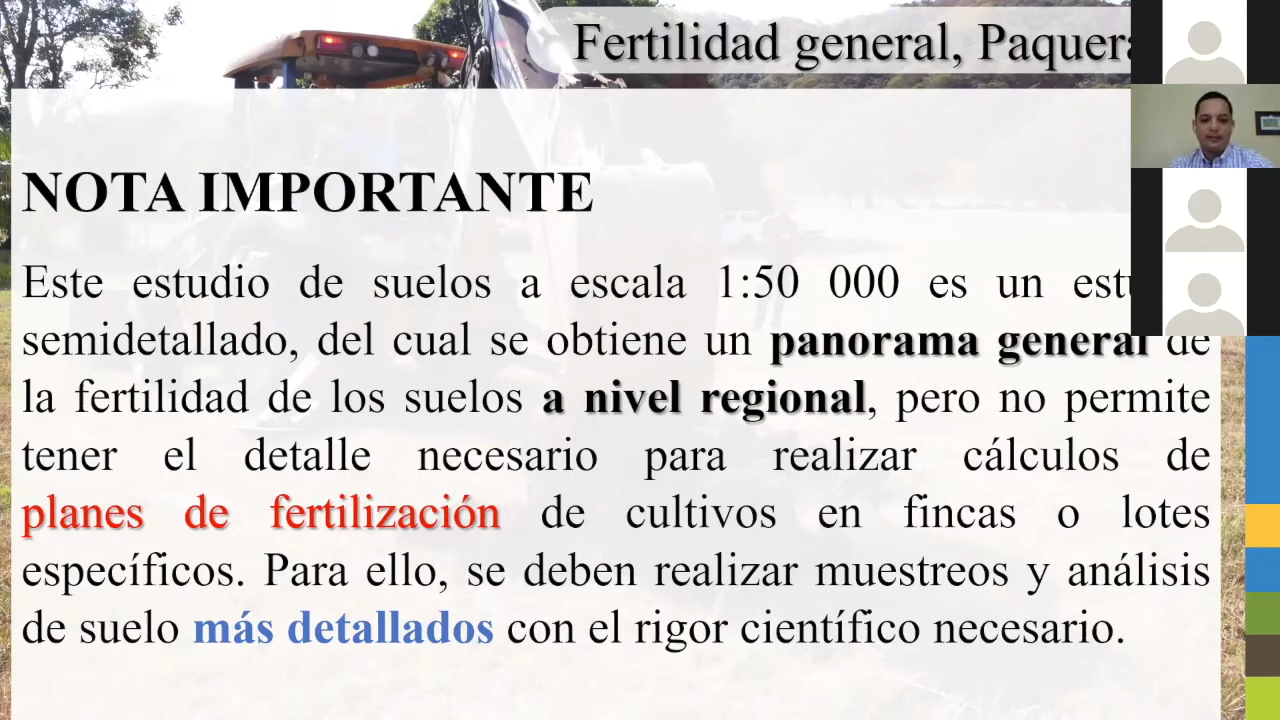 Fertilidad general, Paquera
NOTA IMPORTANTE
Este estudio de suelos a escala 1:50 000 es un
semidetallado, del cual se obtiene un panorama general de
la fertilidad de los suelos a nivel regional, pero no permite
tener el detalle necesario para realizar cálculos de
planes de fertilización de cultivos en fincas o lotes
específicos. Para ello, se deben realizar muestreos y análisis
de suelo más detallados con el rigor científico necesario.